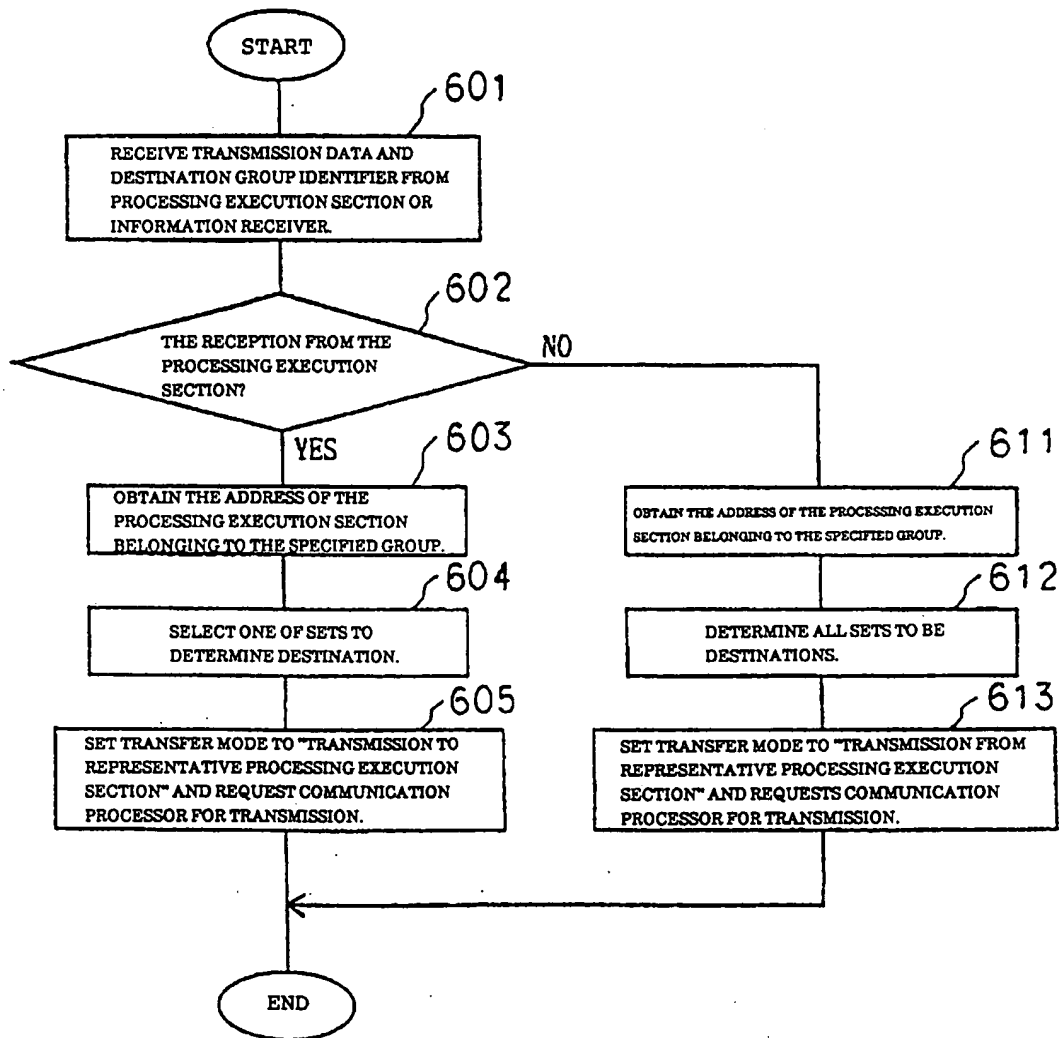 START
601
RECEIVE TRANSMISSION DATA AND
DESTINATION GROUP IDENTIFIER FROM
PROCESSING EXECUTION SECTION OR
INFORMATION RECEIVER.
602
THE RECEPTION FROM THE
PROCESSING EXECUTION
SECTION?
NO
YES
603
OBTAIN THE ADDRESS OF THE
PROCESSING EXECUTION SECTION
BELONGING TO THE SPECIFIED GROUP.
604
SELECT ONE OF SETS TO
DETERMINE DESTINATION.
605
SET TRANSFER MODE TO "TRANSMISSION TO
REPRESENTATIVE PROCESSING EXECUTION
SECTION" AND REQUEST COMMUNICATION
PROCESSOR FOR TRANSMISSION.
611
OBTAIN THE ADDRESS OF THE PROCESSING EXECUTION
SECTION BELONGING TO THE SPECIFIED GROUP.
612
DETERMINE ALL SETS TO BE
DESTINATIONS.
613
SET TRANSFER MODE TO "TRANSMISSION FROM
REPRESENTATIVE PROCESSING EXECUTION
SECTION" AND REQUESTS COMMUNICATION
PROCESSOR FOR TRANSMISSION.
END